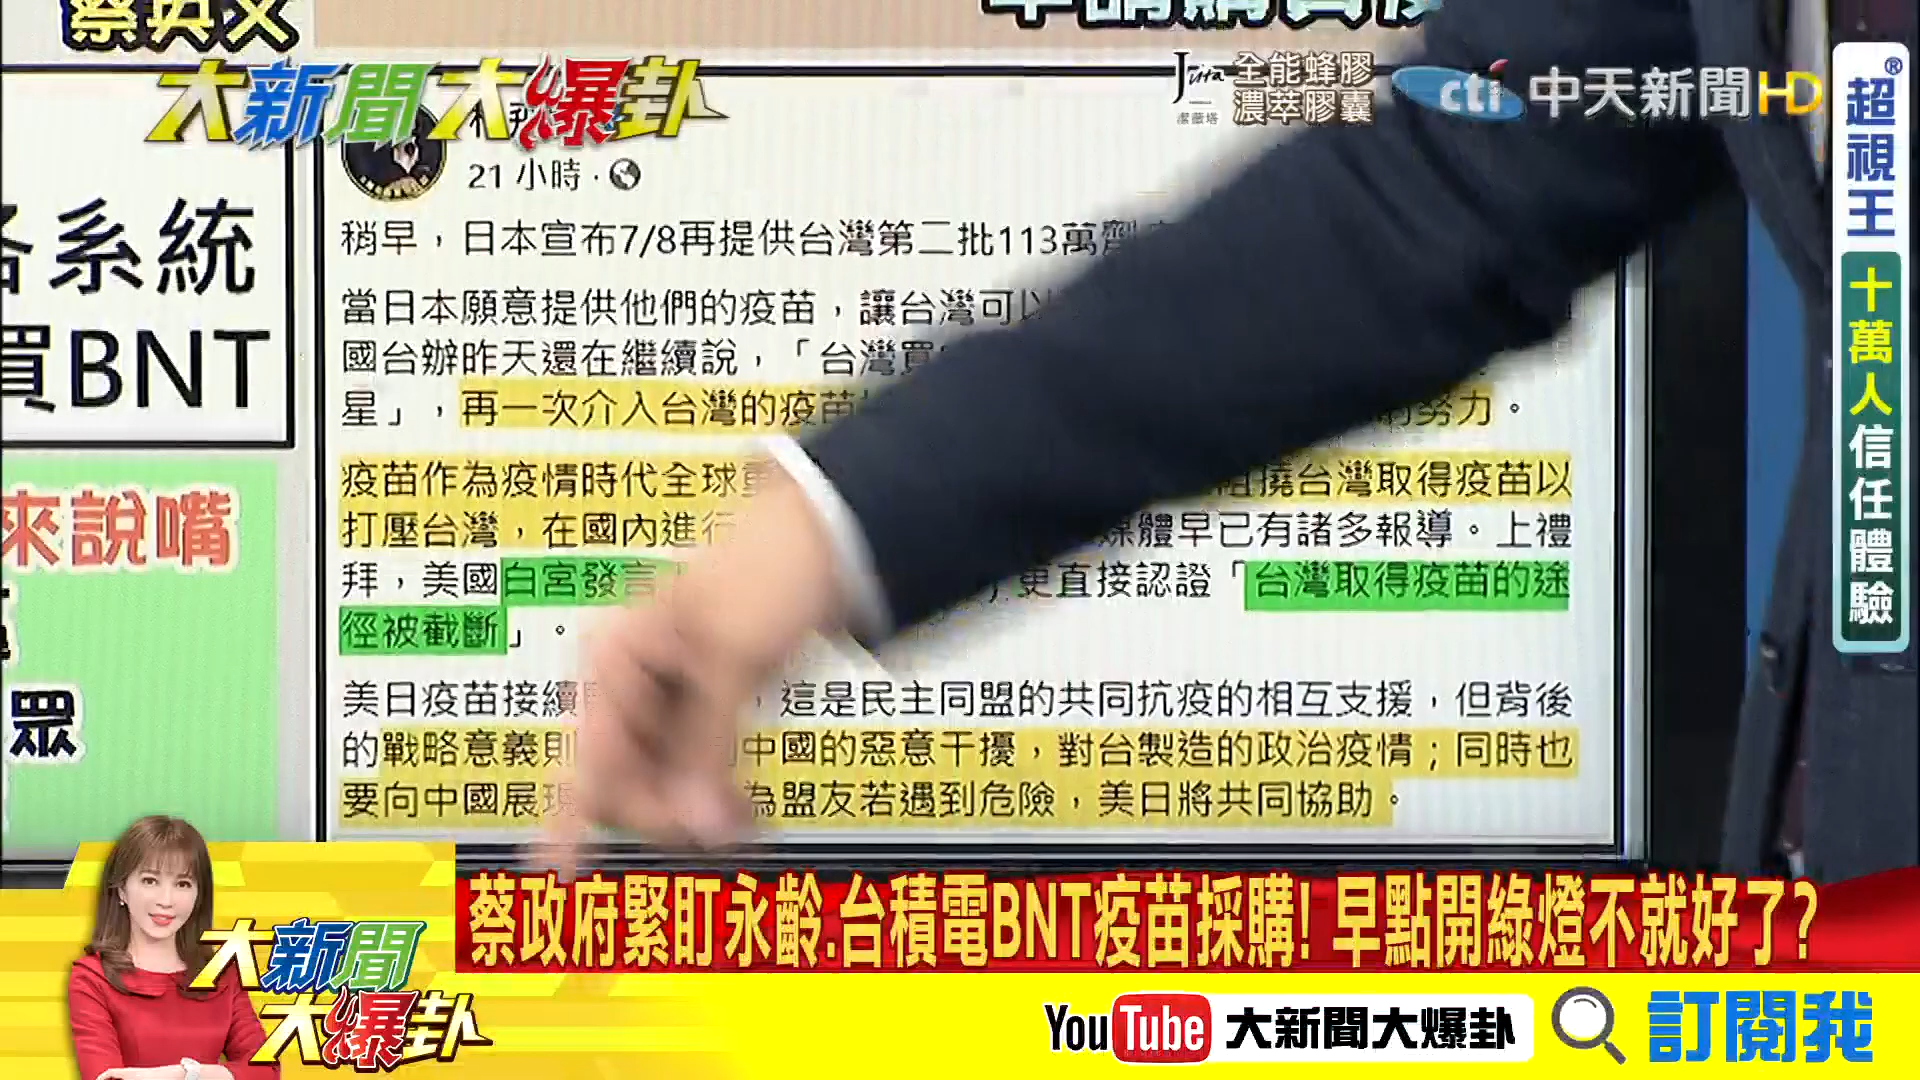 蔡英文
大新聞大爆卦
Jvita
潔薇塔
全能蜂膠
濃萃膠囊
cti 中天新聞HD
超視王®
十萬人信任體驗
系統
買BNT
來說嘴
眾
21 小時
稍早，日本宣布7/8再提供台灣第二批113萬劑
當日本願意提供他們的疫苗，讓台灣可以
國台辦昨天還在繼續說，「台灣買
星」，再一次介入台灣的疫苗 努力。
疫苗作為疫情時代全球 阻撓台灣取得疫苗以
打壓台灣，在國內進行 媒體早已有諸多報導。上禮
拜，美國白宮發言 更直接認證「台灣取得疫苗的途
徑被截斷」。
美日疫苗接續 ，這是民主同盟的共同抗疫的相互支援，但背後
的戰略意義則 中國的惡意干擾，對台製造的政治疫情；同時也
要向中國展現 為盟友若遇到危險，美日將共同協助。
蔡政府緊盯永齡.台積電BNT疫苗採購! 早點開綠燈不就好了?
大新聞
大爆卦
YouTube 大新聞大爆卦 訂閱我